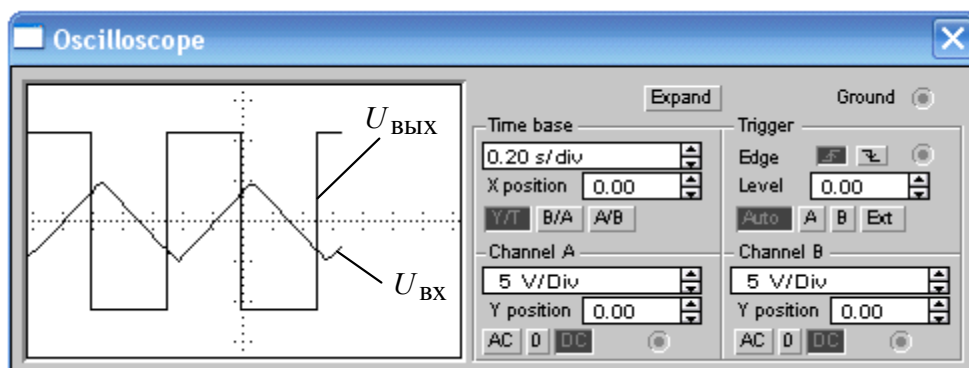 Oscilloscope
Expand
Ground
Time base
0.20 s/div
X position 0.00
Y/T B/A A/B
Trigger
Edge
Level 0.00
Auto A B Ext
Channel A
5 V/Div
Y position 0.00
AC 0 DC
Channel B
5 V/Div
Y position 0.00
AC 0 DC
U вых
U вх